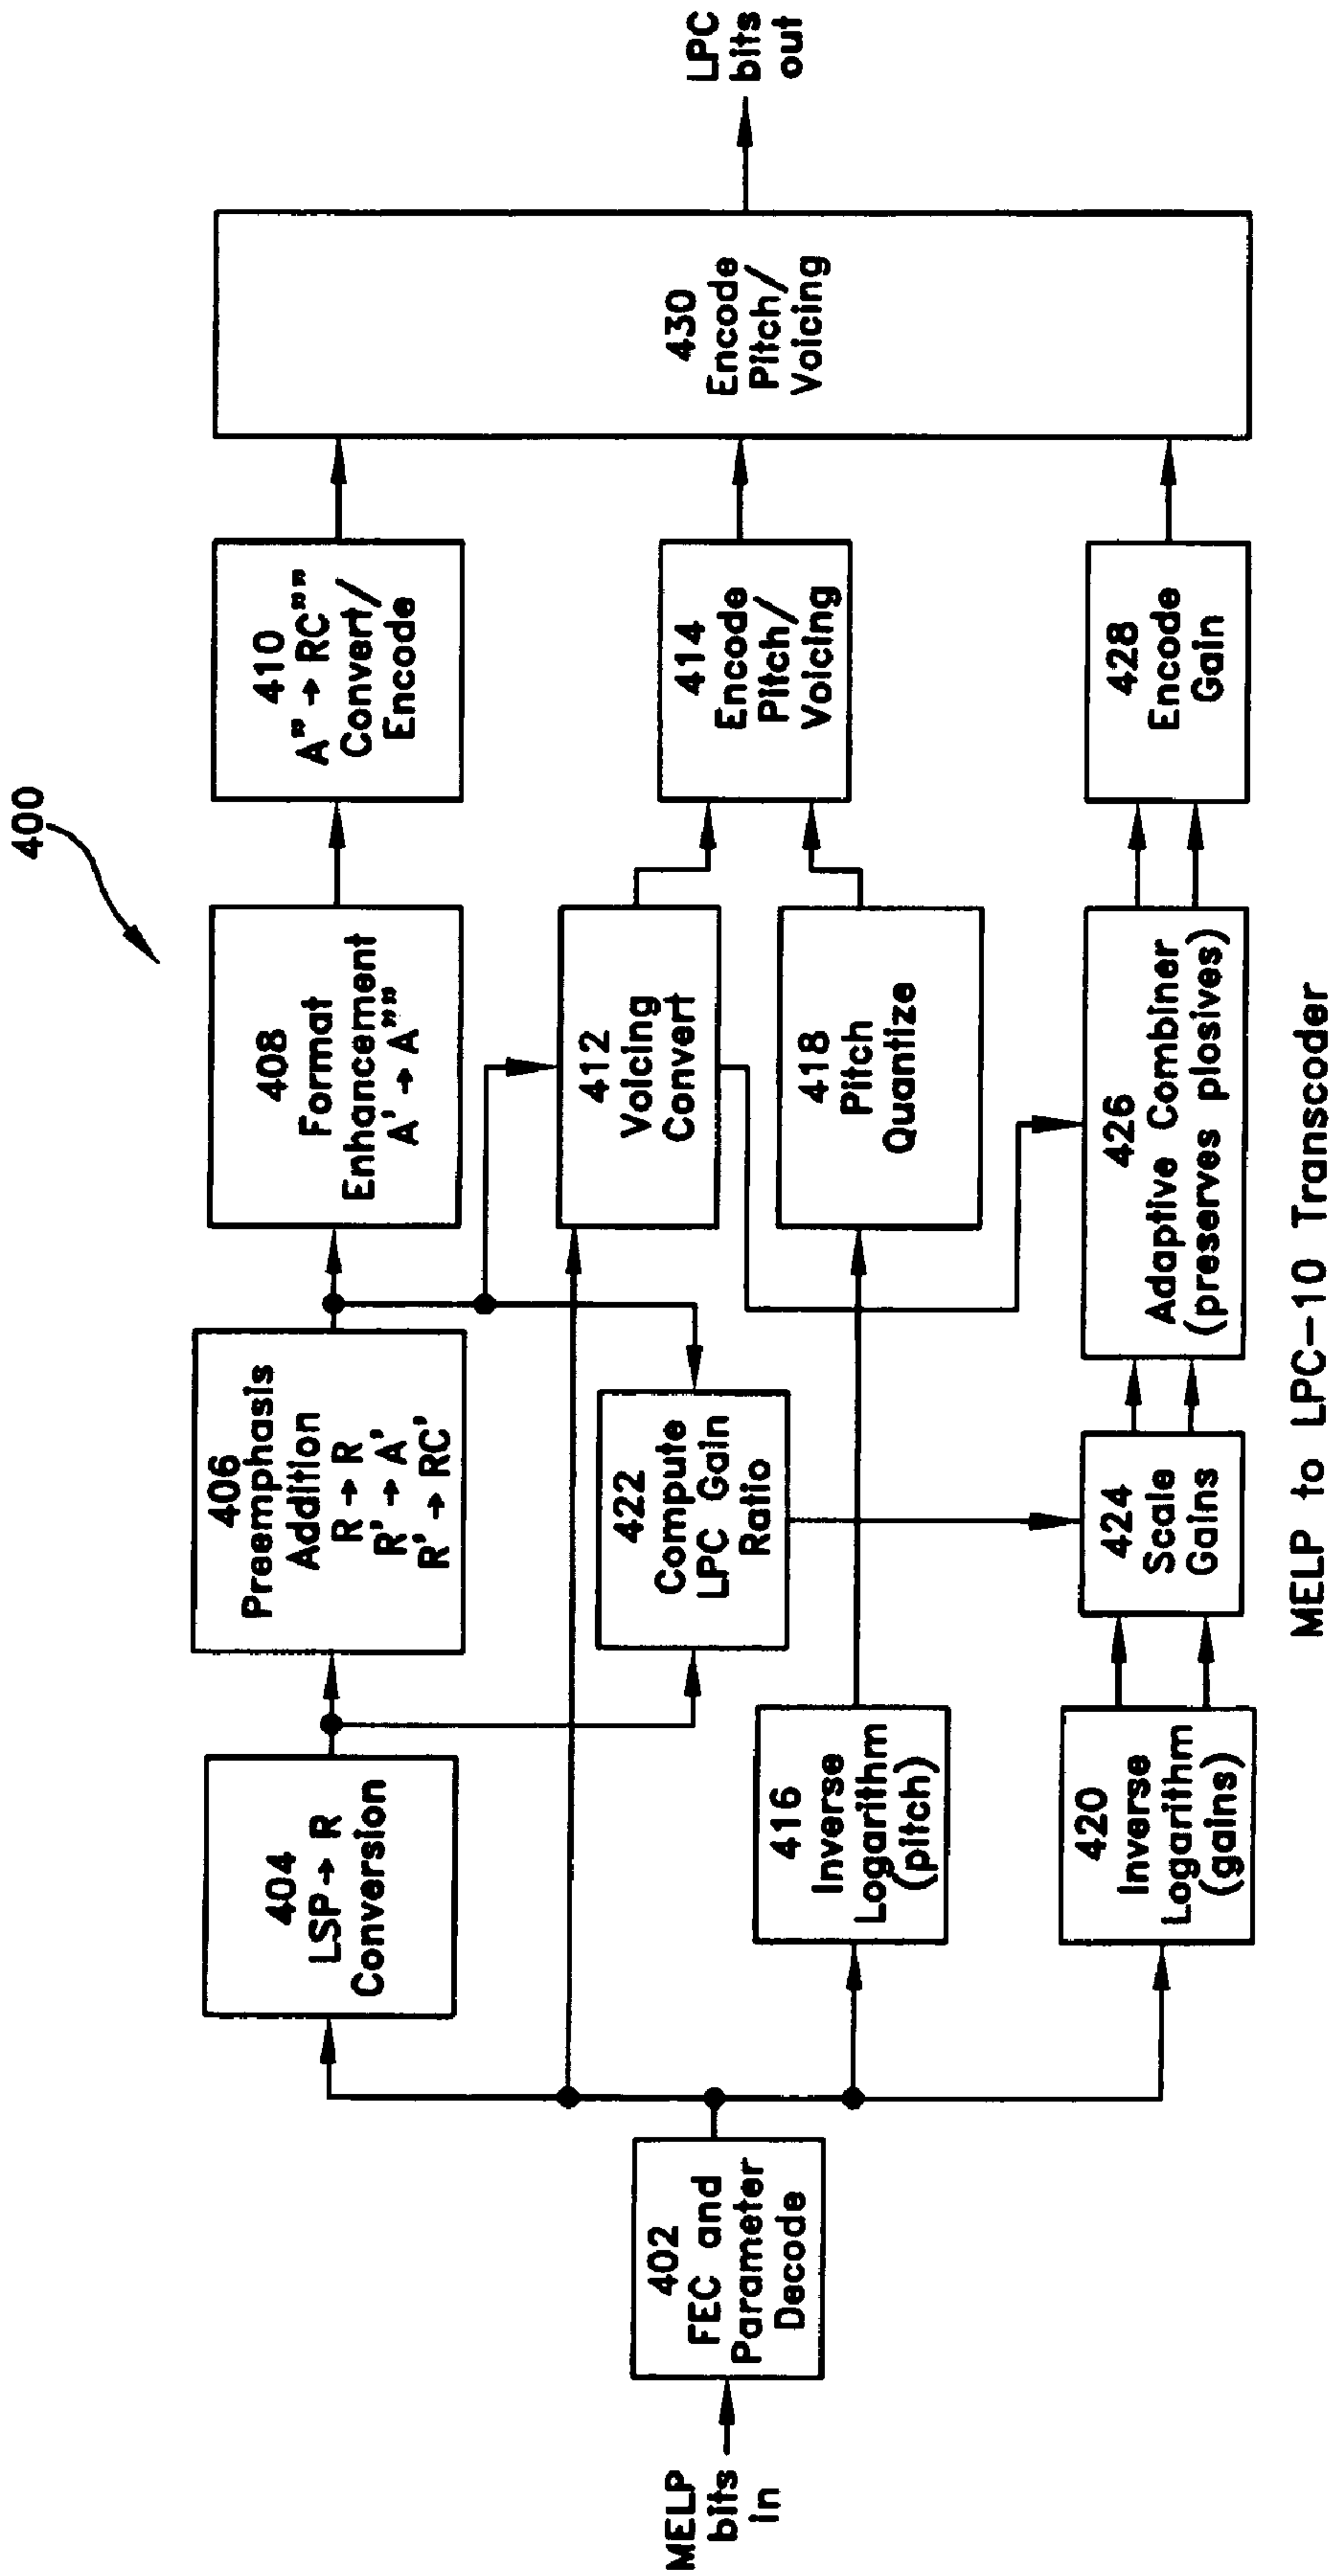 400
MELP
bits
in
402
FEC and
Parameter
Decode
404
LSP→ R
Conversion
406
Preemphasis
Addition
R → R
R' → A'
R' → RC'
408
Format
Enhancement
A' → A"'
410
A" → RC"'
Convert/
Encode
412
Voicing
Convert
414
Encode
Pitch/
Voicing
416
Inverse
Logarithm
(pitch)
418
Pitch
Quantize
420
Inverse
Logarithm
(gains)
422
Compute
LPC Gain
Ratio
424
Scale
Gains
426
Adaptive Combiner
(preserves plosives)
428
Encode
Gain
430
Encode
Pitch/
Voicing
LPC
bits
out
MELP to LPC-10 Transcoder